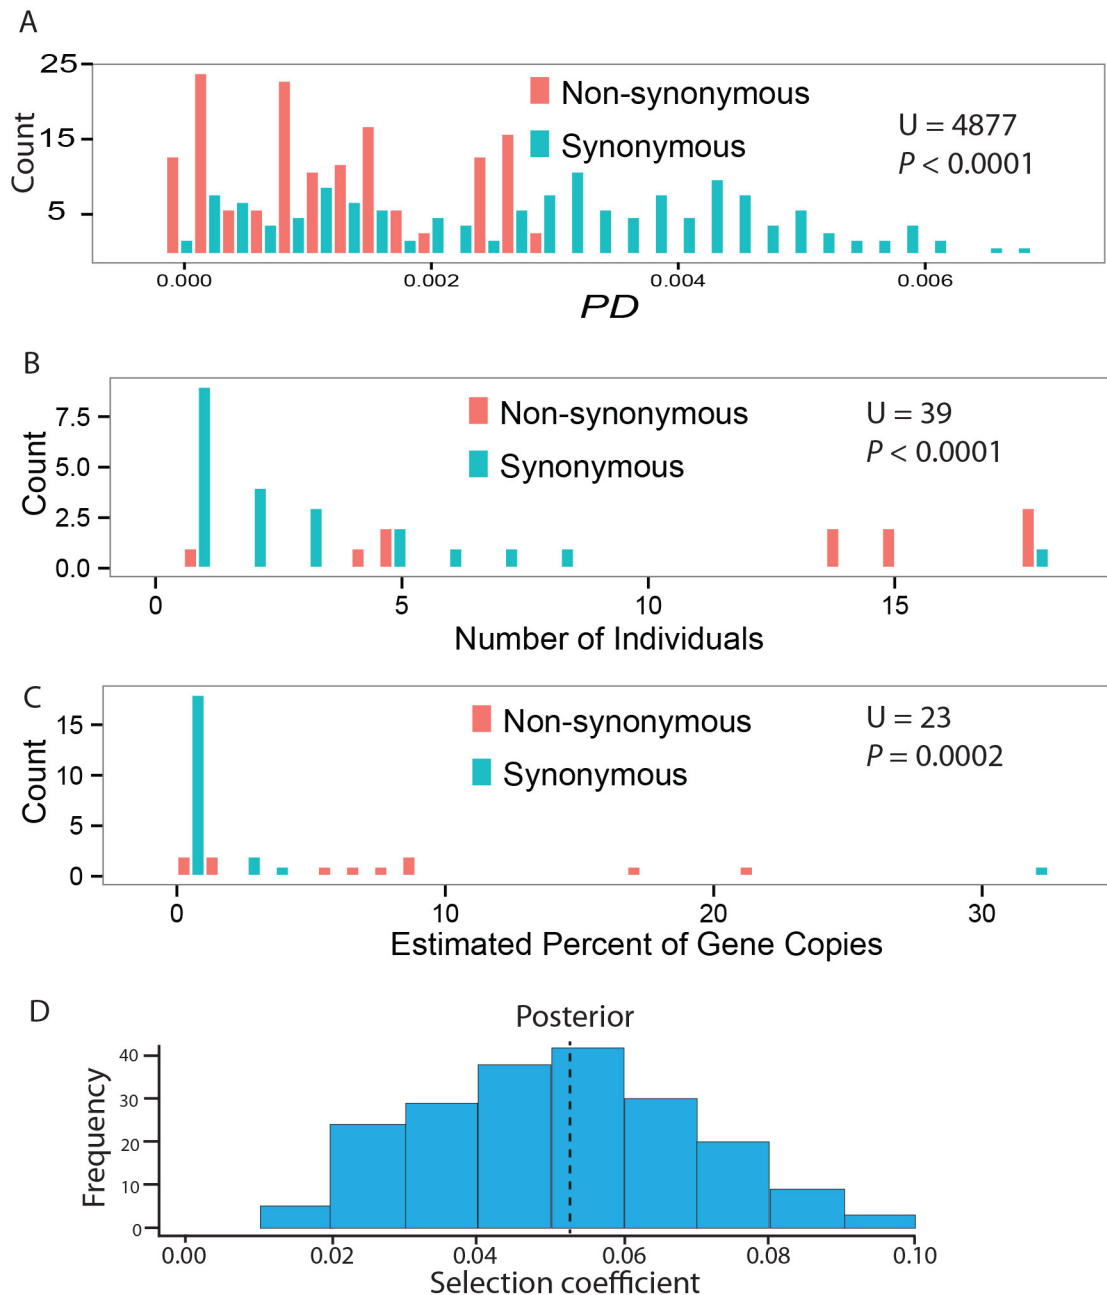 A
25
15
5
Count
Non-synonymous
Synonymous
U = 4877
P < 0.0001
0.000 0.002 0.004 0.006
PD
B
7.5
5.0
2.5
0.0
Count
Non-synonymous
Synonymous
U = 39
P < 0.0001
0 5 10 15
Number of Individuals
C
15
10
5
0
Count
Non-synonymous
Synonymous
U = 23
P = 0.0002
0 10 20 30
Estimated Percent of Gene Copies
D
Posterior
40
30
20
10
0
Frequency
0.00 0.02 0.04 0.06 0.08 0.10
Selection coefficient